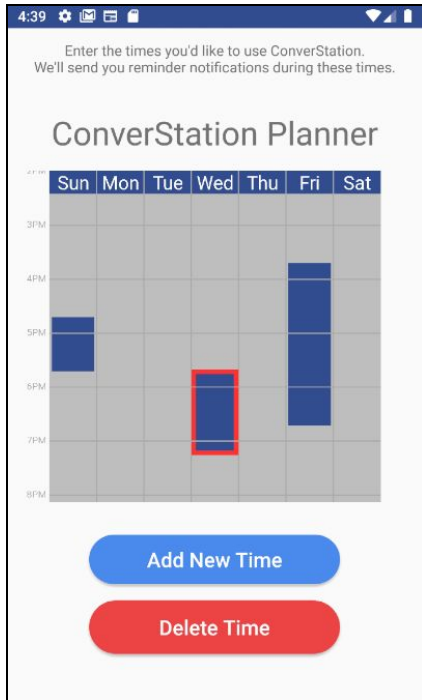 4:39
Enter the times you'd like to use ConverStation.
We'll send you reminder notifications during these times.
ConverStation Planner
Sun Mon Tue Wed Thu Fri Sat
3PM
4PM
5PM
6PM
7PM
8PM
Add New Time
Delete Time